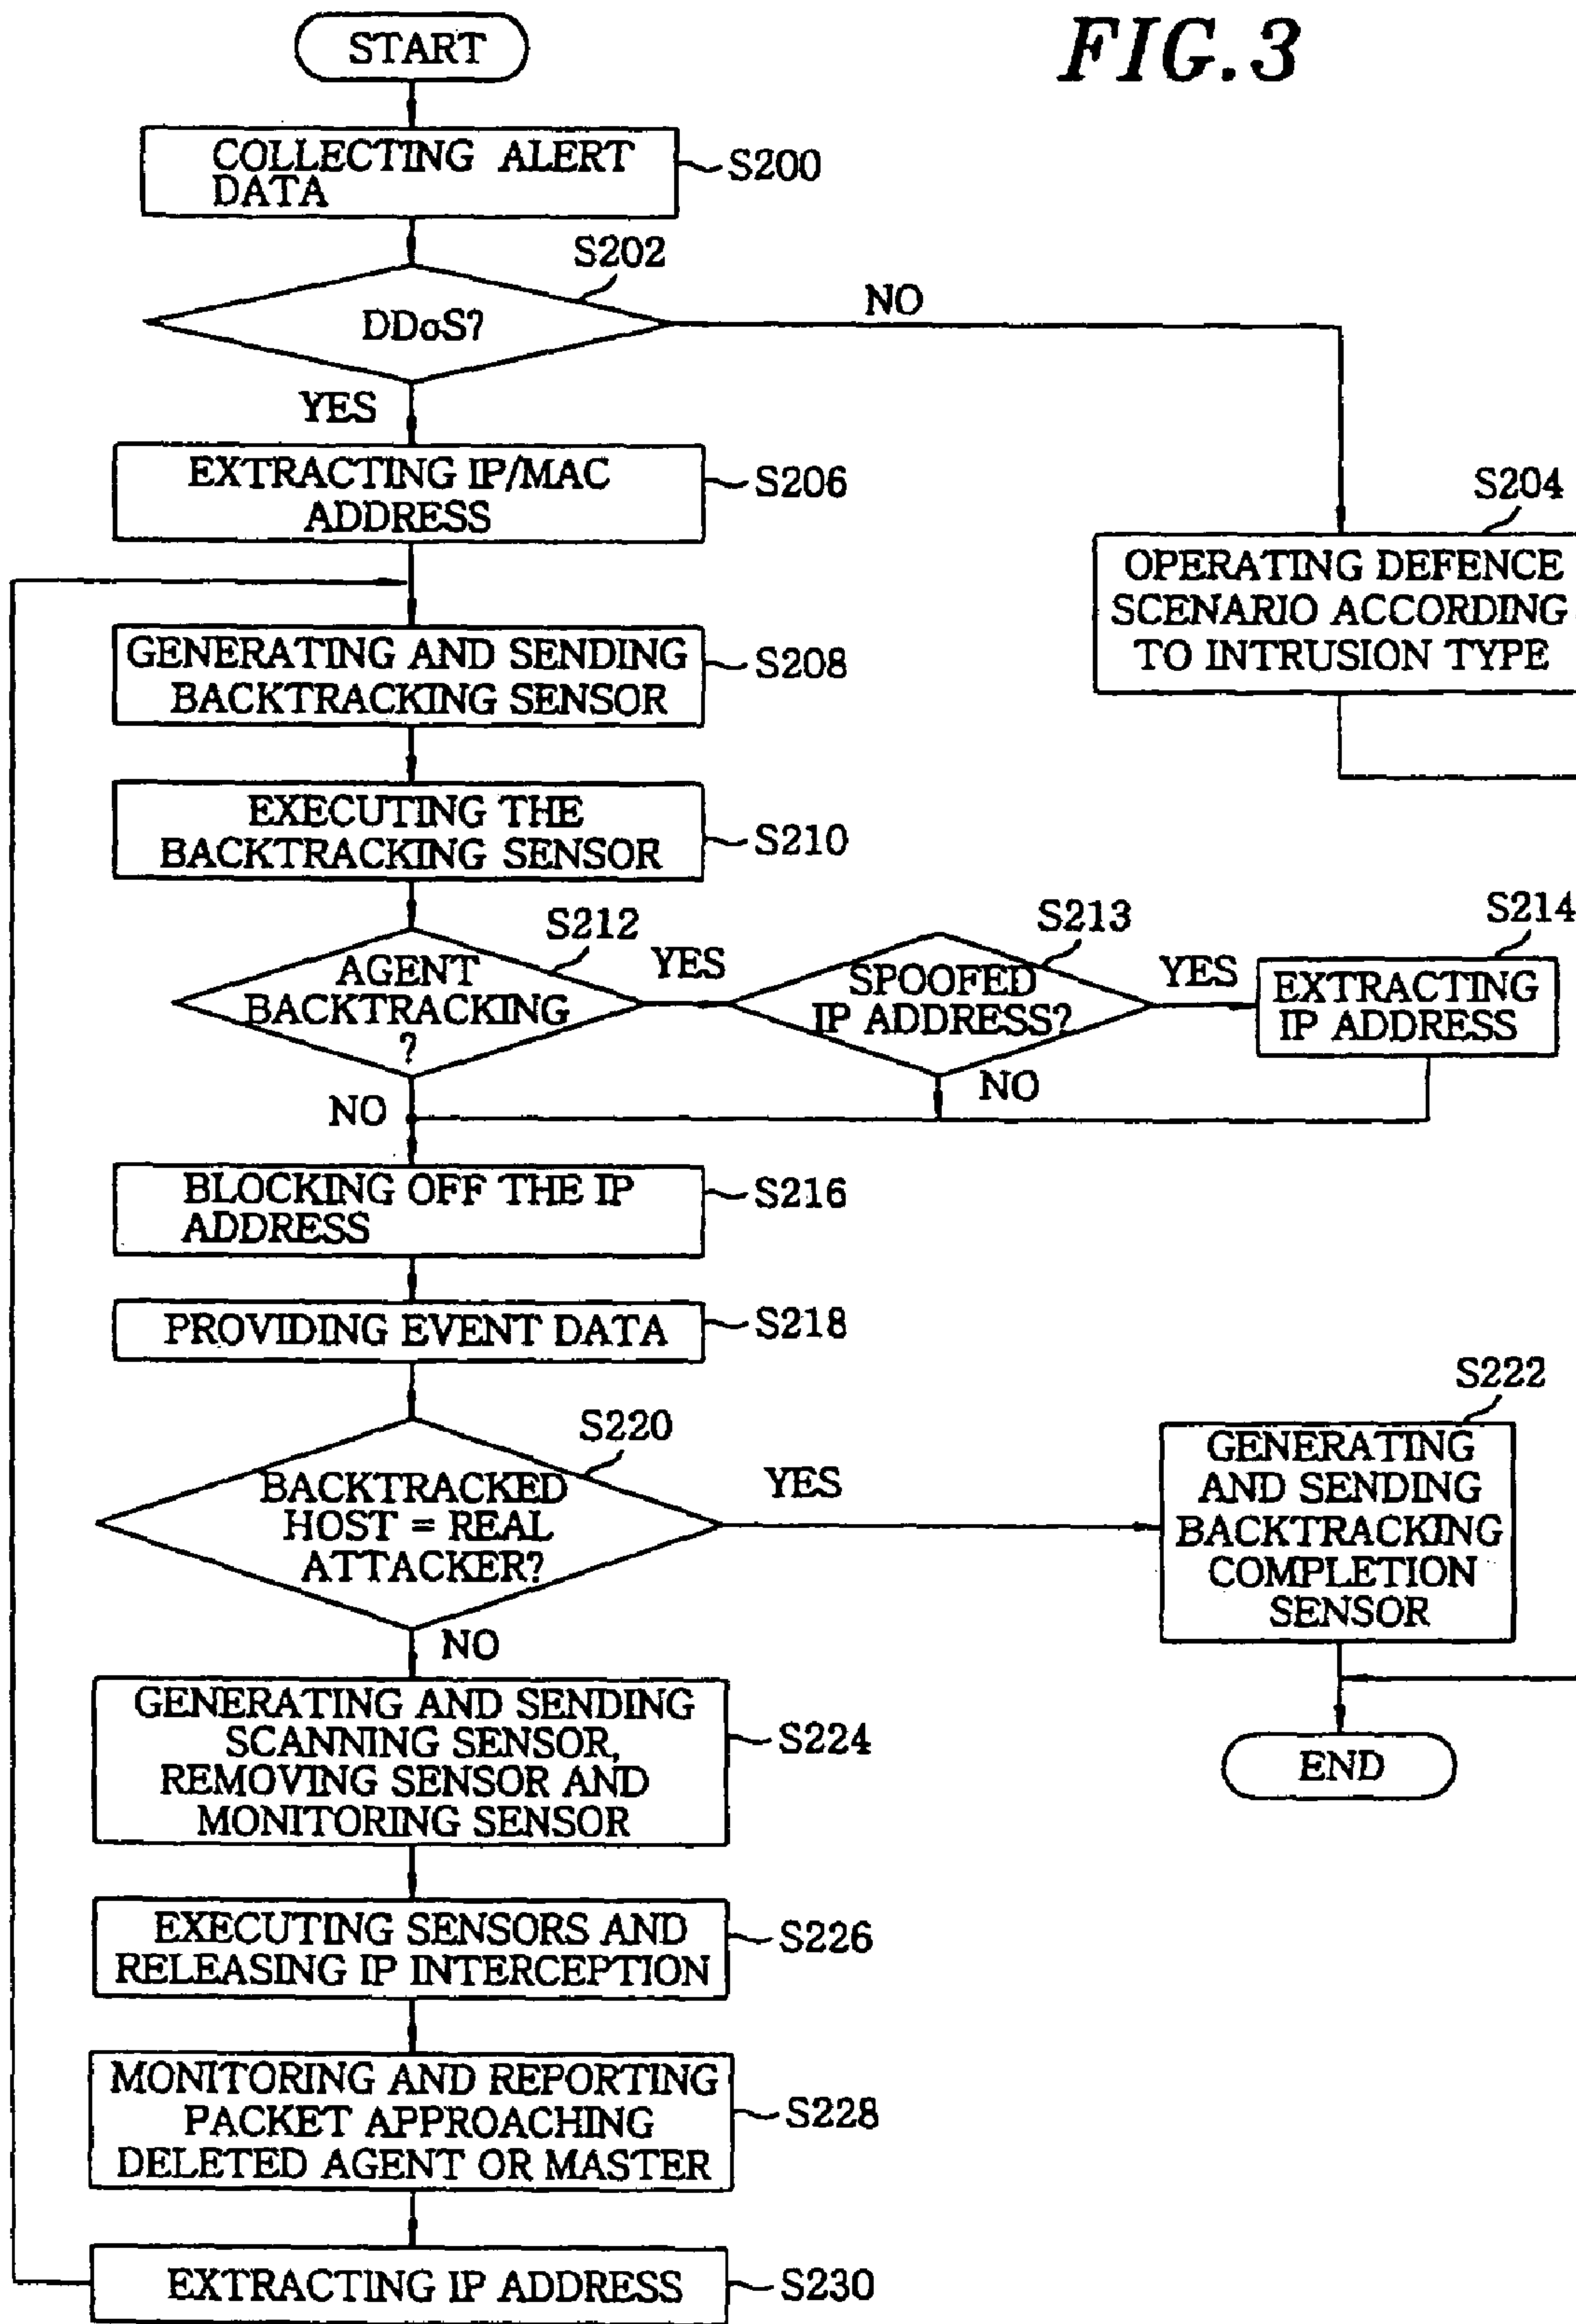 FIG.3
START
COLLECTING ALERT
DATA
S200
S202
DDoS?
NO
YES
EXTRACTING IP/MAC
ADDRESS
S206
S204
OPERATING DEFENCE
SCENARIO ACCORDING
TO INTRUSION TYPE
GENERATING AND SENDING
BACKTRACKING SENSOR
S208
EXECUTING THE
BACKTRACKING SENSOR
S210
S212
AGENT
BACKTRACKING
?
YES
S213
SPOOFED
IP ADDRESS?
YES
S214
EXTRACTING
IP ADDRESS
NO
NO
BLOCKING OFF THE IP
ADDRESS
S216
PROVIDING EVENT DATA
S218
S220
BACKTRACKED
HOST = REAL
ATTACKER?
YES
S222
GENERATING
AND SENDING
BACKTRACKING
COMPLETION
SENSOR
NO
GENERATING AND SENDING
SCANNING SENSOR,
REMOVING SENSOR AND
MONITORING SENSOR
S224
END
EXECUTING SENSORS AND
RELEASING IP INTERCEPTION
S226
MONITORING AND REPORTING
PACKET APPROACHING
DELETED AGENT OR MASTER
S228
EXTRACTING IP ADDRESS
S230